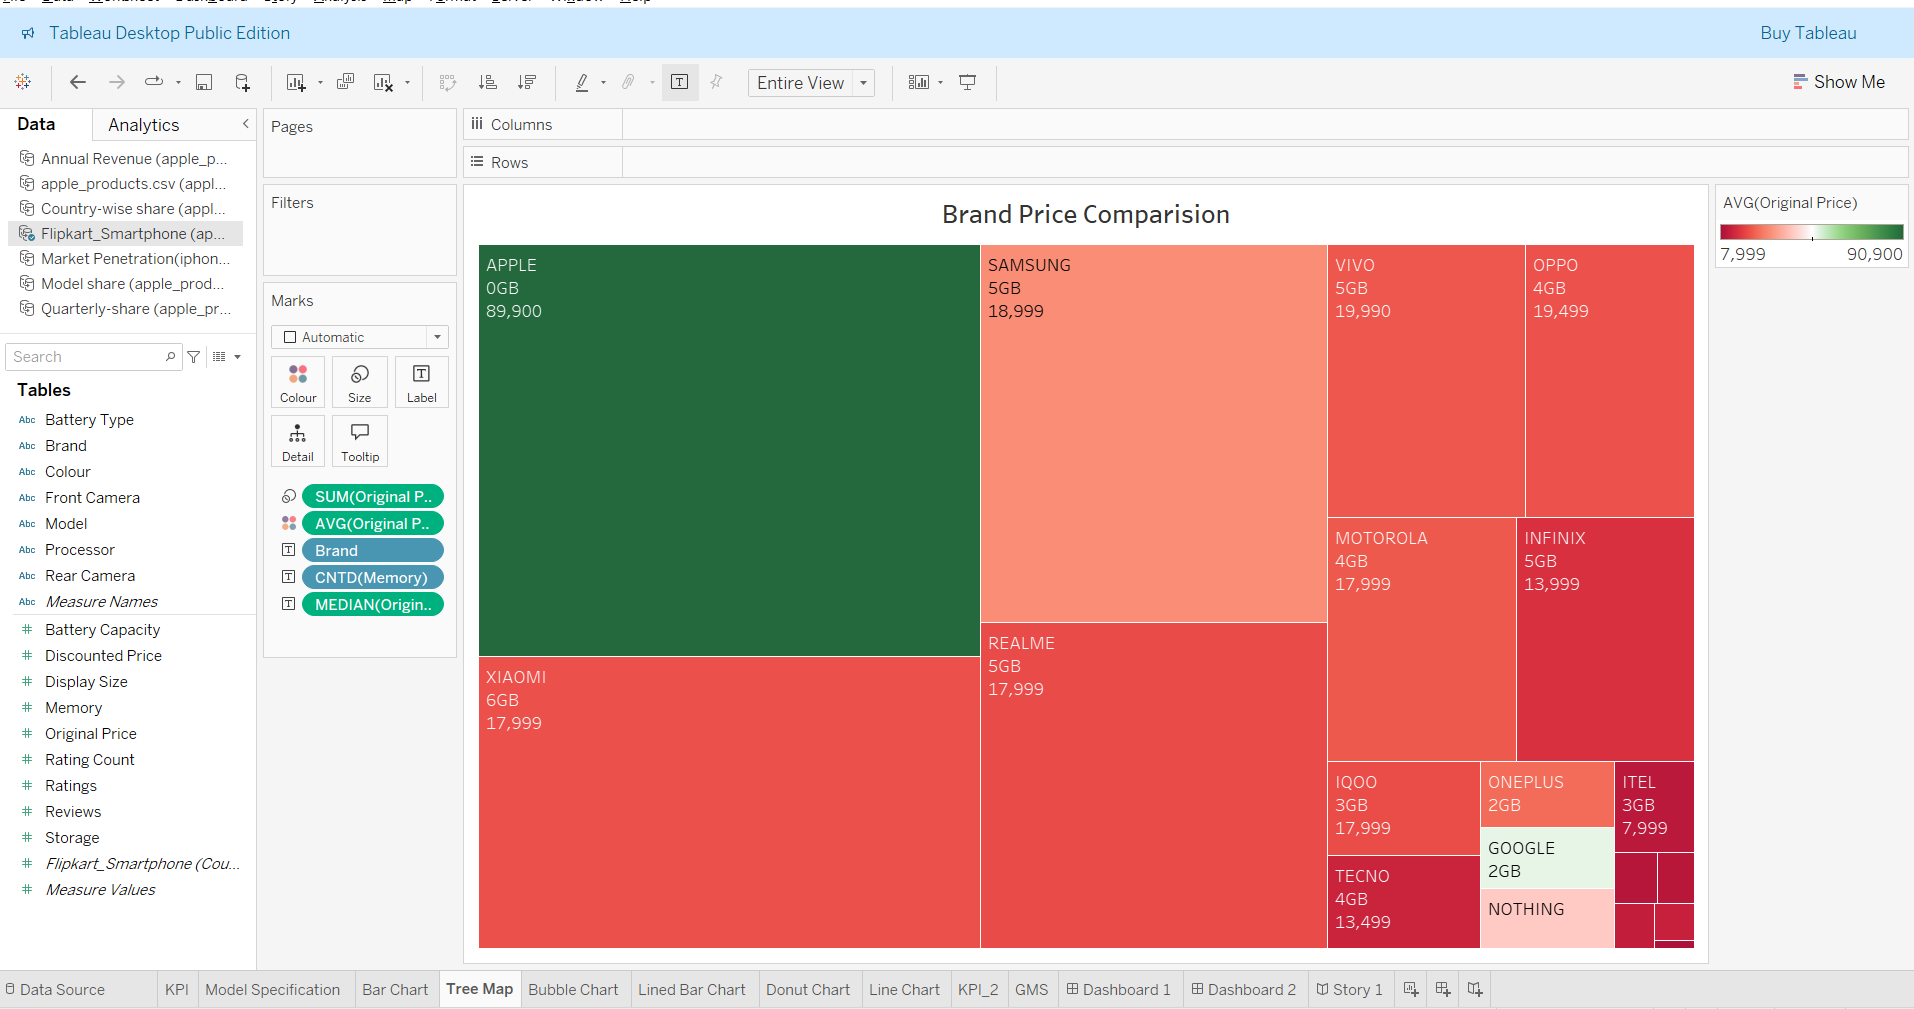 Tableau Desktop Public Edition
Buy Tableau
Entire View
Show Me
Data
Analytics
Pages
Columns
Rows
Filters
Marks
Automatic
Colour
Size
Label
Detail
Tooltip
SUM(Original P..
AVG(Original P..
Brand
CNTD(Memory)
MEDIAN(Origin..
Annual Revenue (apple_p...
apple_products.csv (appl...
Country-wise share (appl...
Flipkart_Smartphone (ap...
Market Penetration(iphon...
Model share (apple_prod...
Quarterly-share (apple_pr...
Search
Tables
Abc Battery Type
Abc Brand
Abc Colour
Abc Front Camera
Abc Model
Abc Processor
Abc Rear Camera
Abc Measure Names
# Battery Capacity
# Discounted Price
# Display Size
# Memory
# Original Price
# Rating Count
# Ratings
# Reviews
# Storage
# Flipkart_Smartphone (Cou...
# Measure Values
Brand Price Comparision
APPLE
0GB
89,900
SAMSUNG
5GB
18,999
VIVO
5GB
19,990
OPPO
4GB
19,499
XIAOMI
6GB
17,999
REALME
5GB
17,999
MOTOROLA
4GB
17,999
INFINIX
5GB
13,999
IQOO
3GB
17,999
ONEPLUS
2GB
ITEL
3GB
7,999
GOOGLE
2GB
TECNO
4GB
13,499
NOTHING
AVG(Original Price)
7,999
90,900
Data Source
KPI
Model Specification
Bar Chart
Tree Map
Bubble Chart
Lined Bar Chart
Donut Chart
Line Chart
KPI_2
GMS
Dashboard 1
Dashboard 2
Story 1